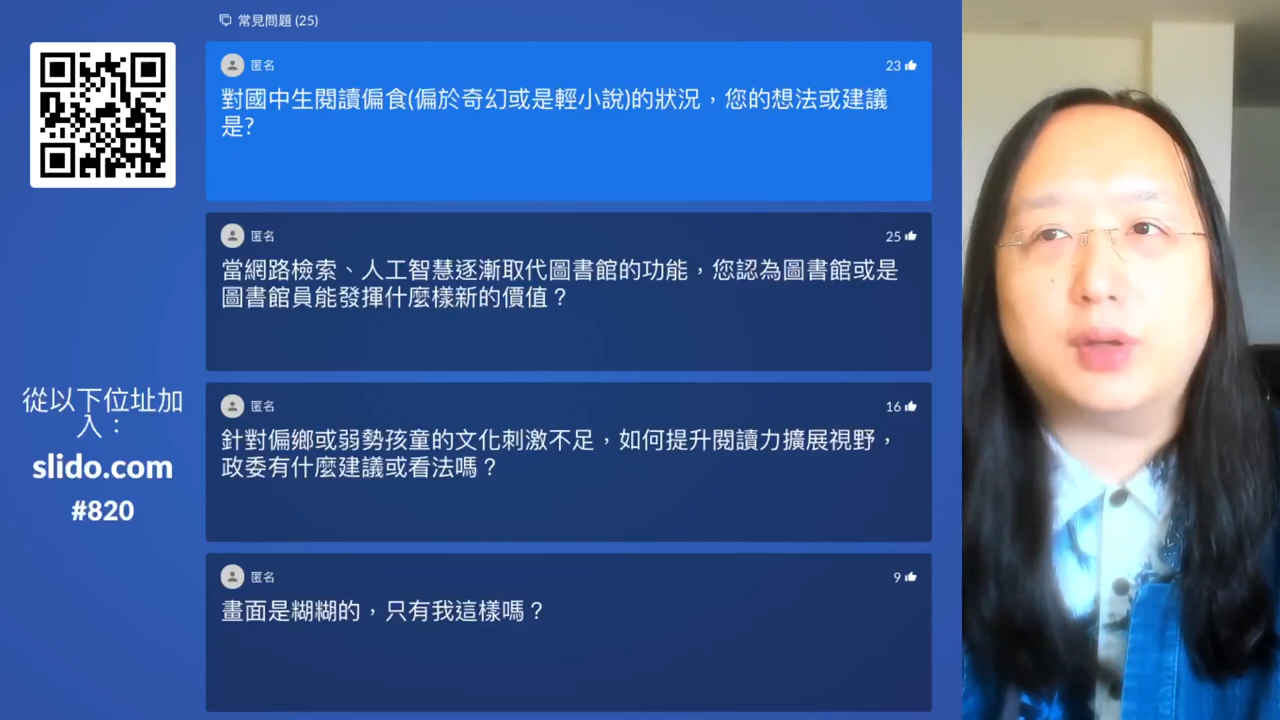 常見問題 (25)
匿名
23
對國中生閱讀偏食(偏於奇幻或是輕小說)的狀況，您的想法或建議
是?
匿名
25
當網路檢索、人工智慧逐漸取代圖書館的功能，您認為圖書館或是
圖書館員能發揮什麼樣新的價值？
匿名
16
針對偏鄉或弱勢孩童的文化刺激不足，如何提升閱讀力擴展視野，
政委有什麼建議或看法嗎？
匿名
9
畫面是糊糊的，只有我這樣嗎？
從以下位址加
入：
slido.com
#820